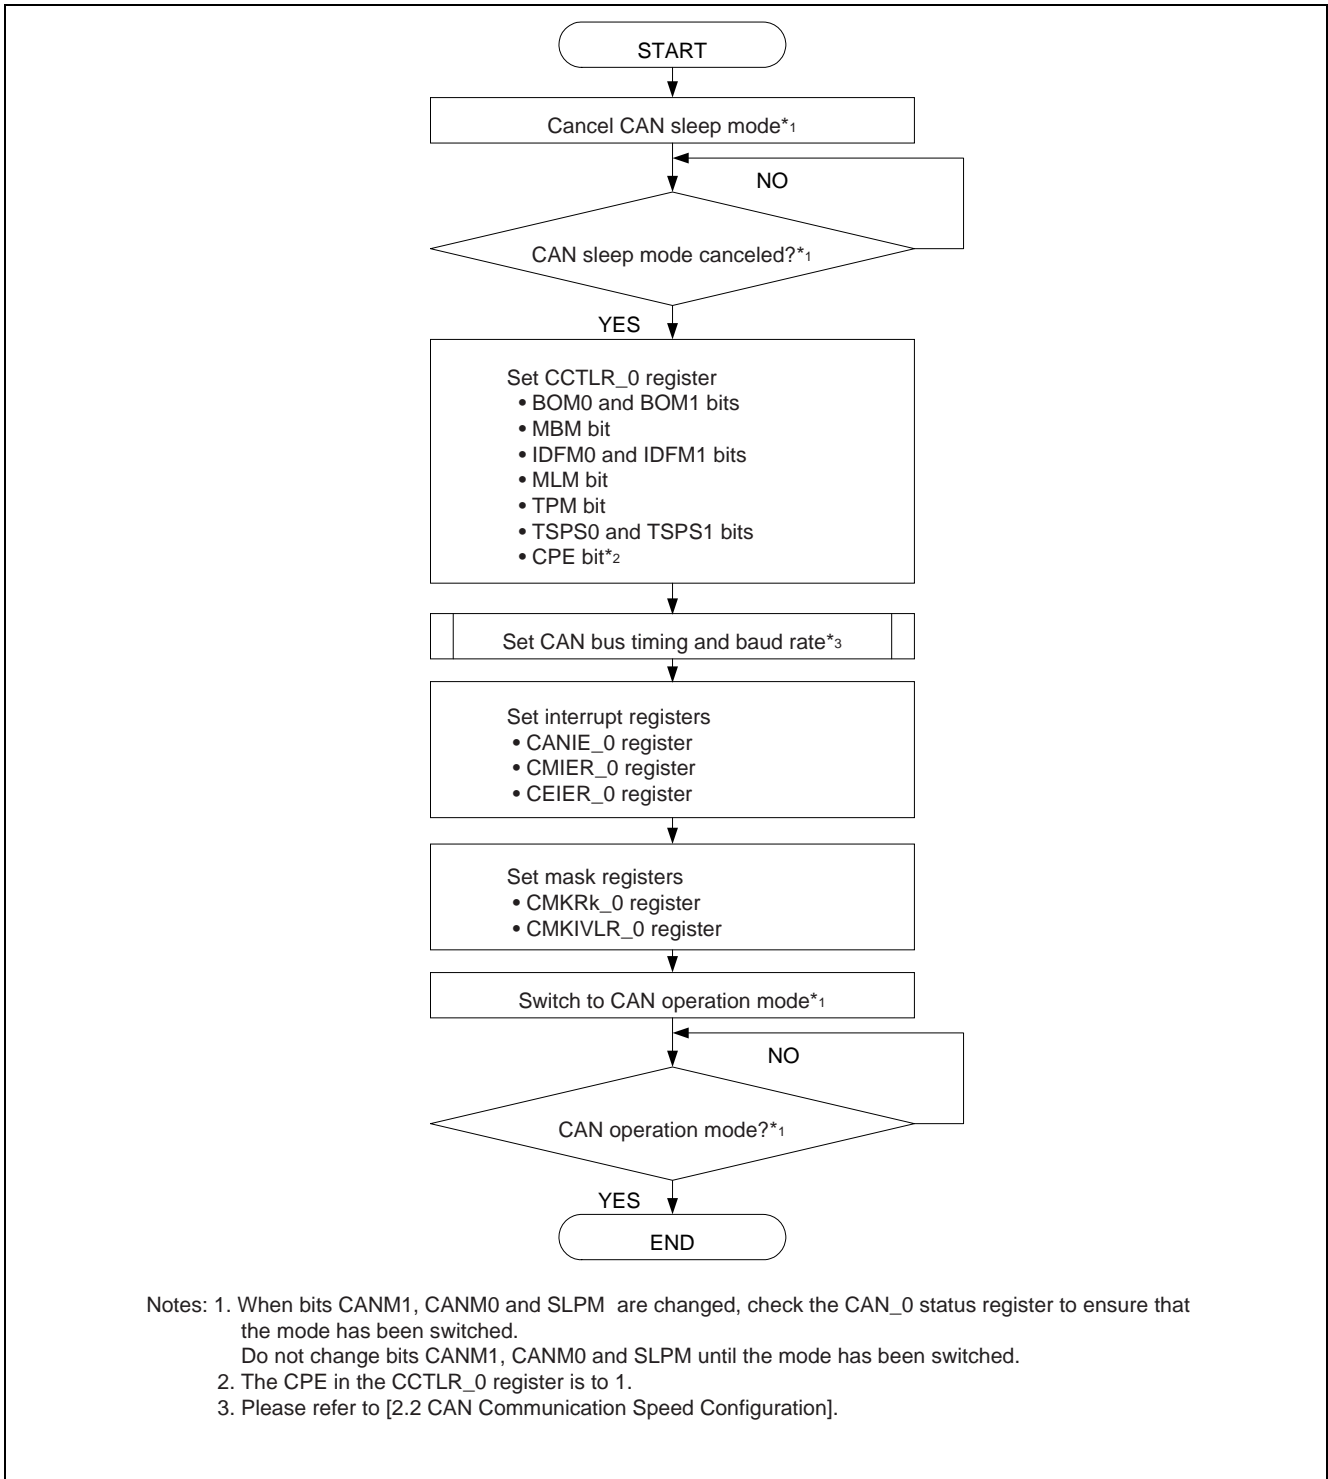 START
Cancel CAN sleep mode*1
NO
CAN sleep mode canceled?*1
YES
Set CCTLR_0 register
• BOM0 and BOM1 bits
• MBM bit
• IDFM0 and IDFM1 bits
• MLM bit
• TPM bit
• TSPS0 and TSPS1 bits
• CPE bit*2
Set CAN bus timing and baud rate*3
Set interrupt registers
• CANIE_0 register
• CMIER_0 register
• CEIER_0 register
Set mask registers
• CMKRk_0 register
• CMKIVLR_0 register
Switch to CAN operation mode*1
NO
CAN operation mode?*1
YES
END
Notes: 1. When bits CANM1, CANM0 and SLPM are changed, check the CAN_0 status register to ensure that
the mode has been switched.
Do not change bits CANM1, CANM0 and SLPM until the mode has been switched.
2. The CPE in the CCTLR_0 register is to 1.
3. Please refer to [2.2 CAN Communication Speed Configuration].